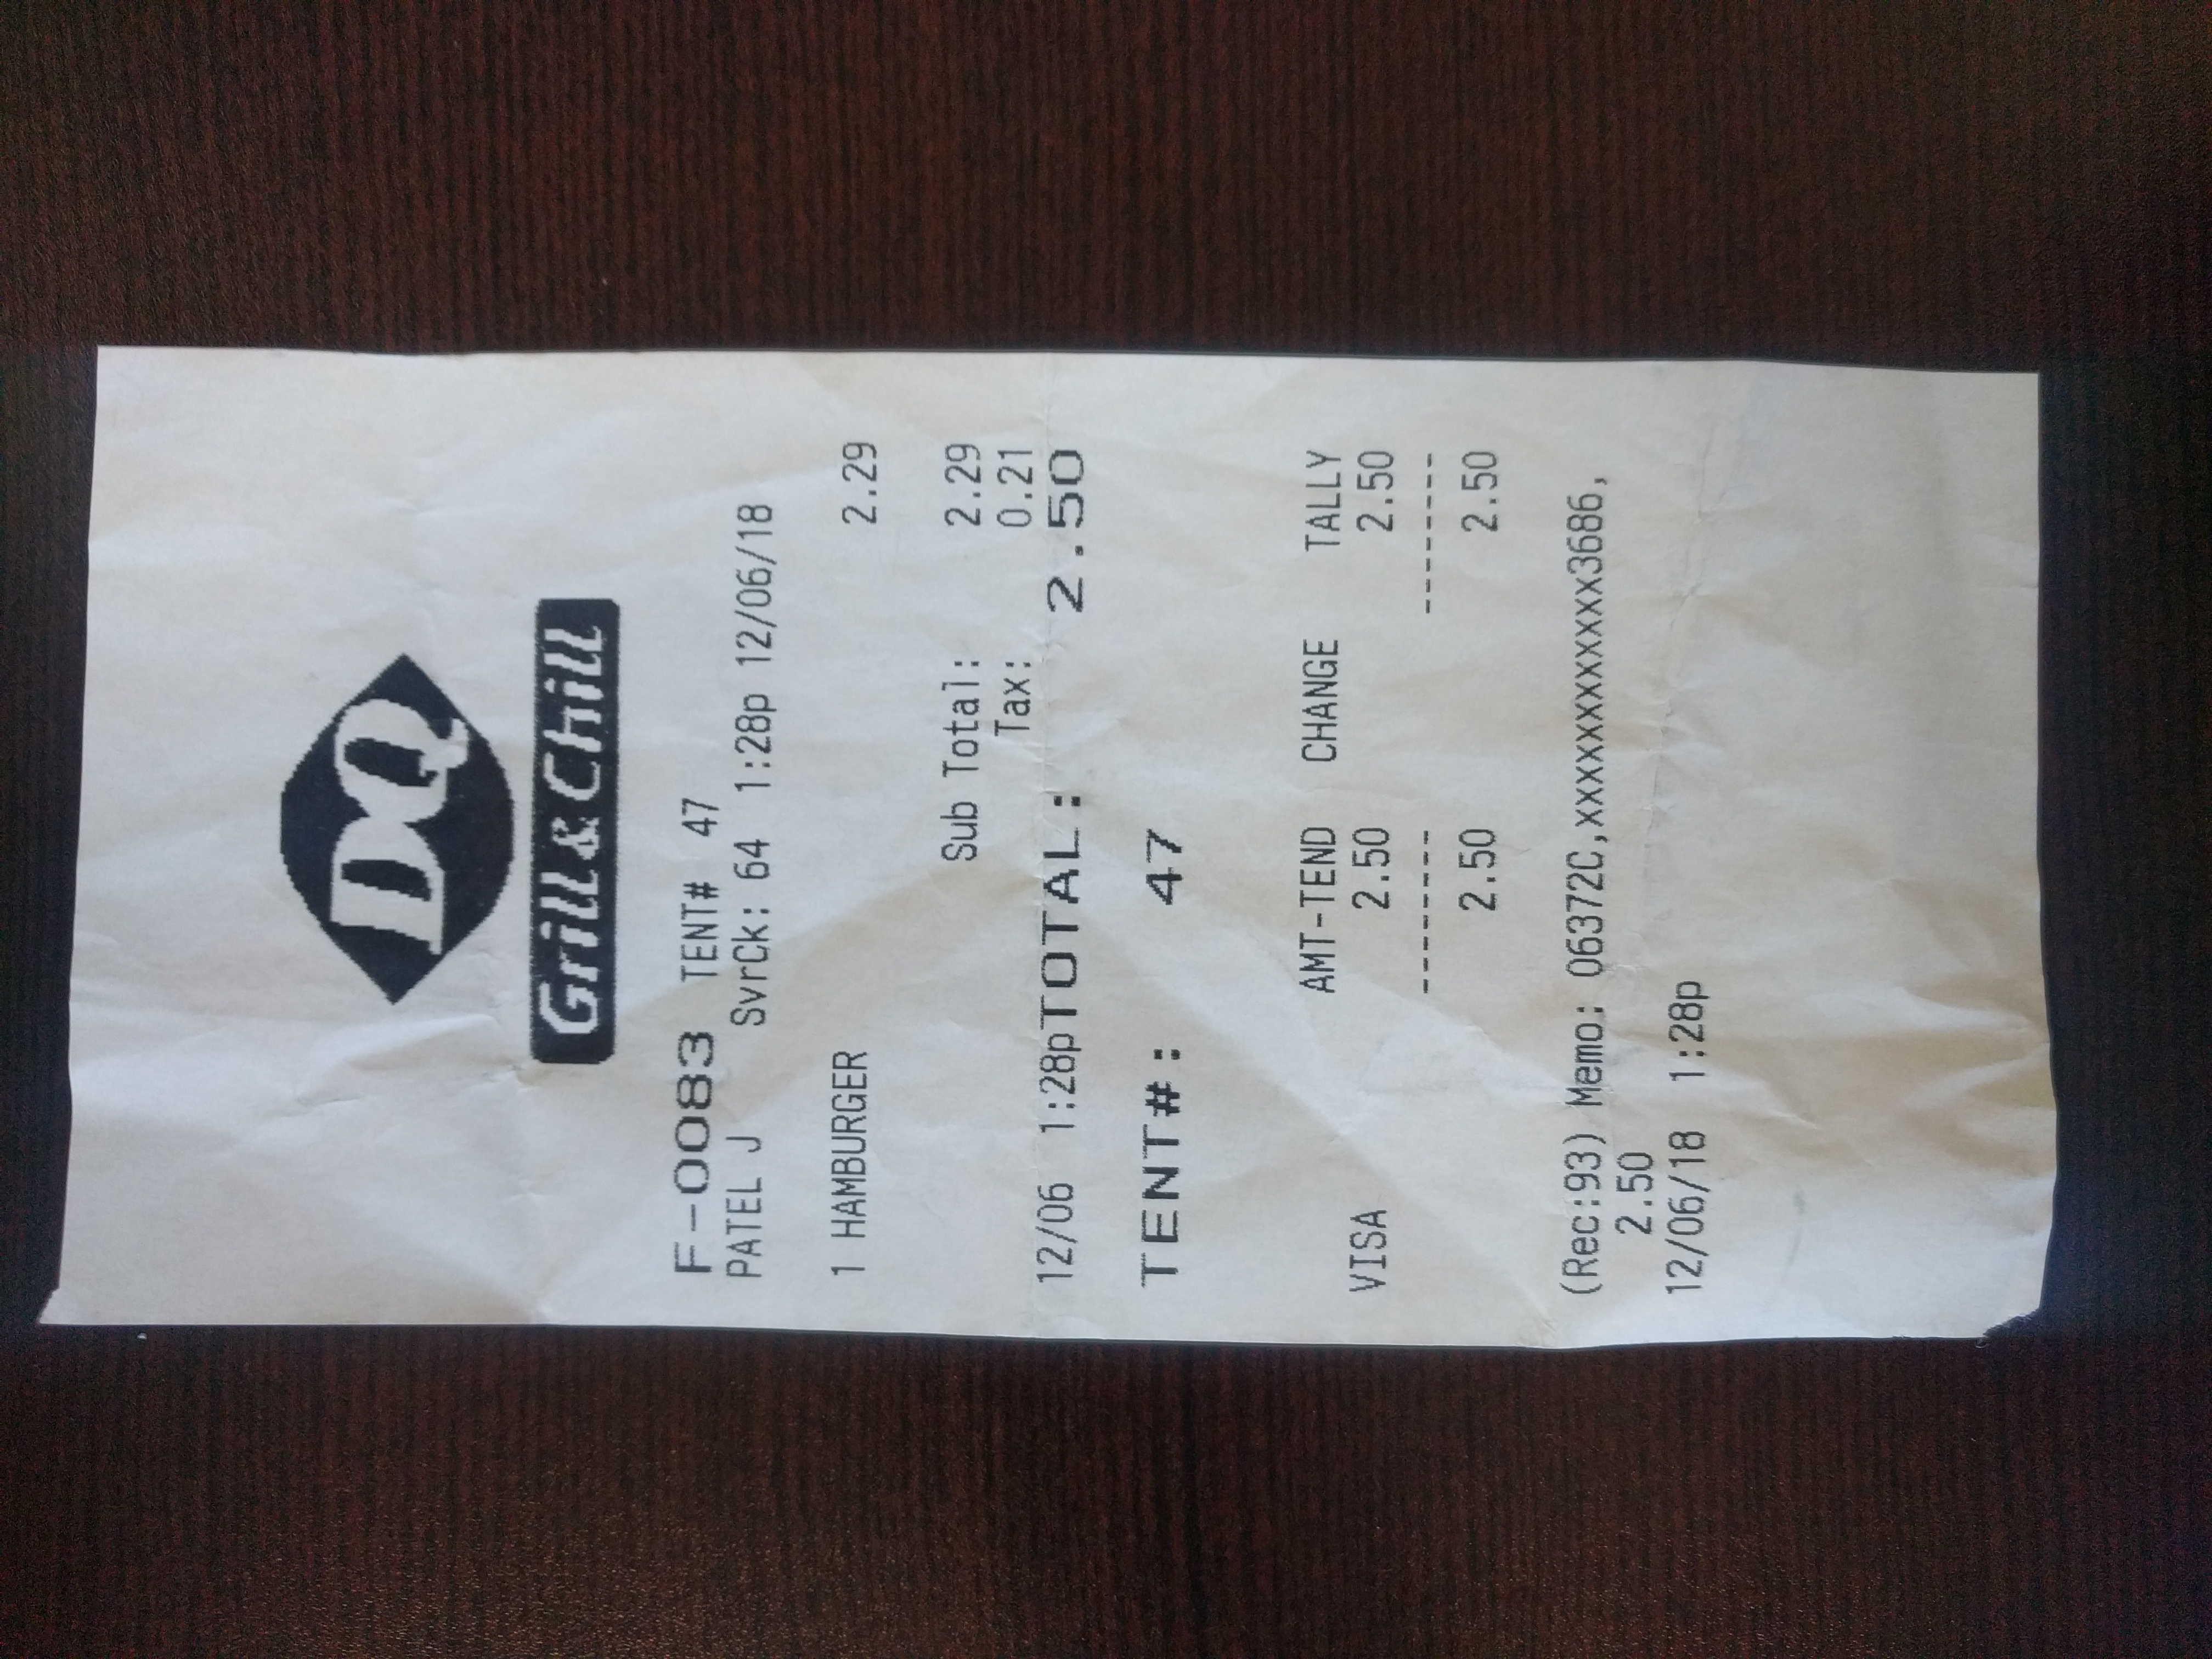 DQ
Grill & Chill
F-0083 TENT# 47
PATEL J SvrCk: 64 1:28p 12/06/18
1 HAMBURGER 2.29
Sub Total: 2.29
Tax: 0.21
12/06 1:28pTOTAL: 2.50
TENT#: 47
AMT-TEND CHANGE TALLY
VISA 2.50 2.50
-------- --------
2.50 2.50
(Rec:93) Memo: 06372C,xxxxxxxxxxxx3686,
2.50
12/06/18 1:28p